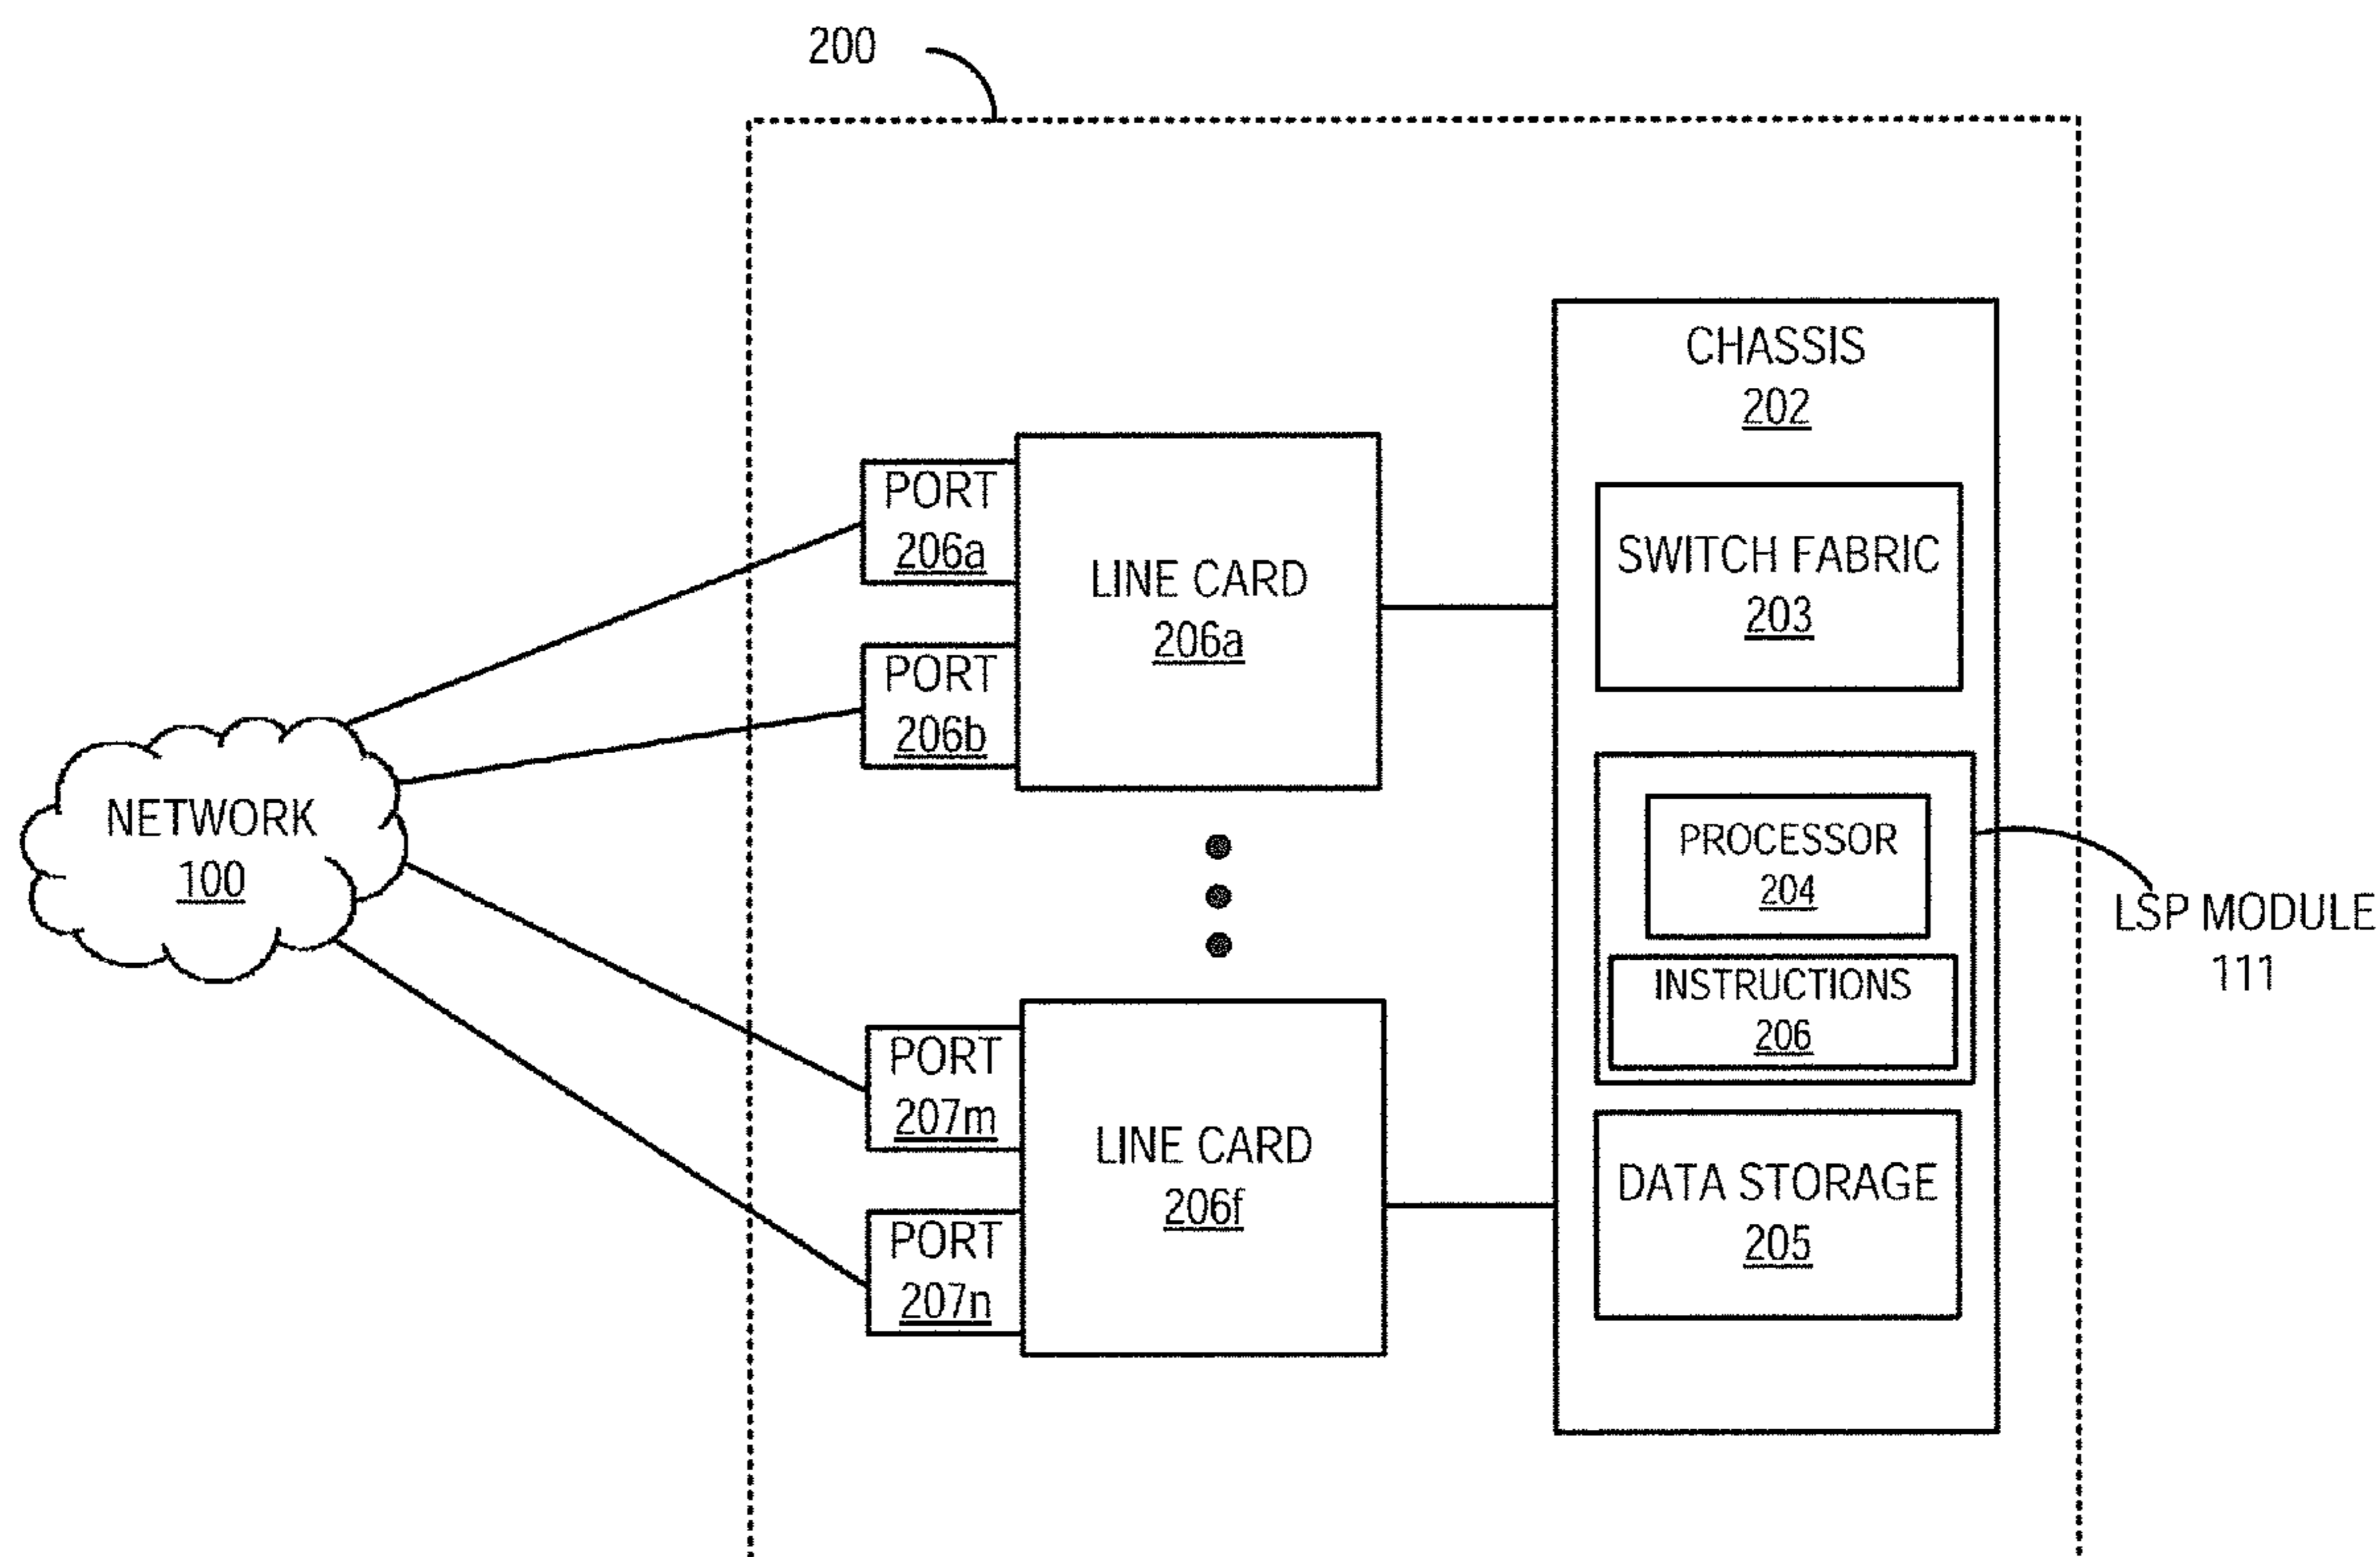 200
CHASSIS
202
PORT
206a
LINE CARD
206a
SWITCH FABRIC
203
PORT
206b
NETWORK
100
PROCESSOR
204
LSP MODULE
111
INSTRUCTIONS
206
PORT
207m
LINE CARD
206f
DATA STORAGE
205
PORT
207n